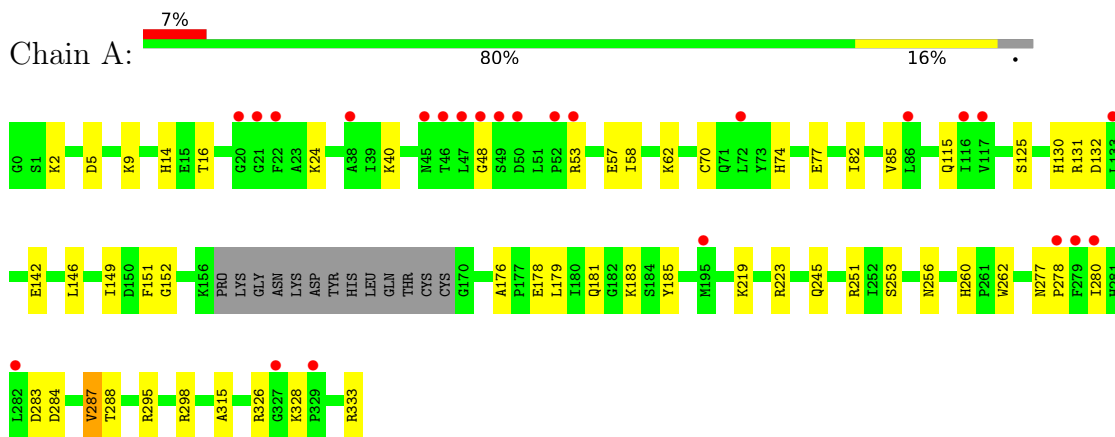 7%
Chain A:
80% 16% •
G0 S1 K2 D5 K9 H14 E15 T16 G20 G21 F22 A23 K24 A38 I39 K40 N45 T46 L47 G48 S49 D50 L51 P52 R53 E57 I58 K62 C70 Q71 L72 Y73 H74 E77 I82 V85 L86 Q115 I116 V117 S125 H130 R131 D132 L133
E142 L146 I149 D150 F151 G152 K156 PRO LYS GLY ASN LYS ASP TYR HIS LEU GLN THR CYS CYS G170 A176 P177 E178 L179 I180 Q181 G182 K183 S184 Y185 M195 K219 R223 Q245 R251 I252 S253 N256 H260 P261 W262 N277 P278 F279 I280 H281
L282 D283 D284 V287 T288 R295 R298 A315 R326 G327 K328 P329 R333